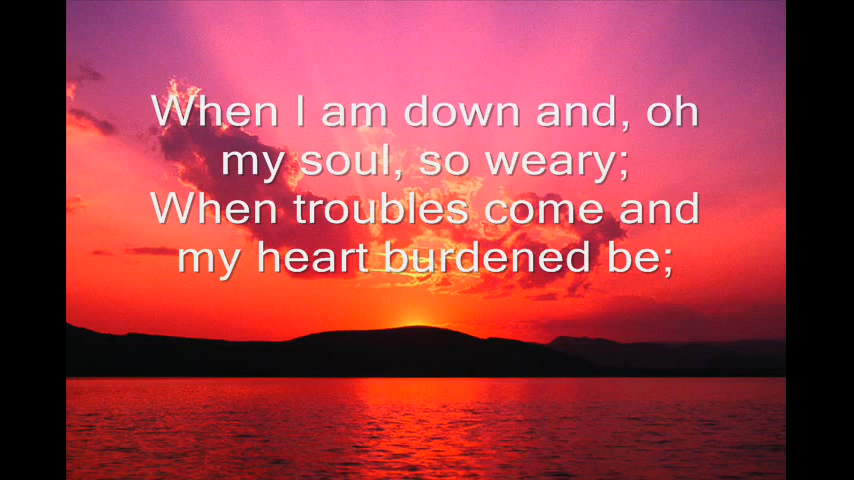 When I am down and, oh
my soul, so weary;
When troubles come and
my heart burdened be;